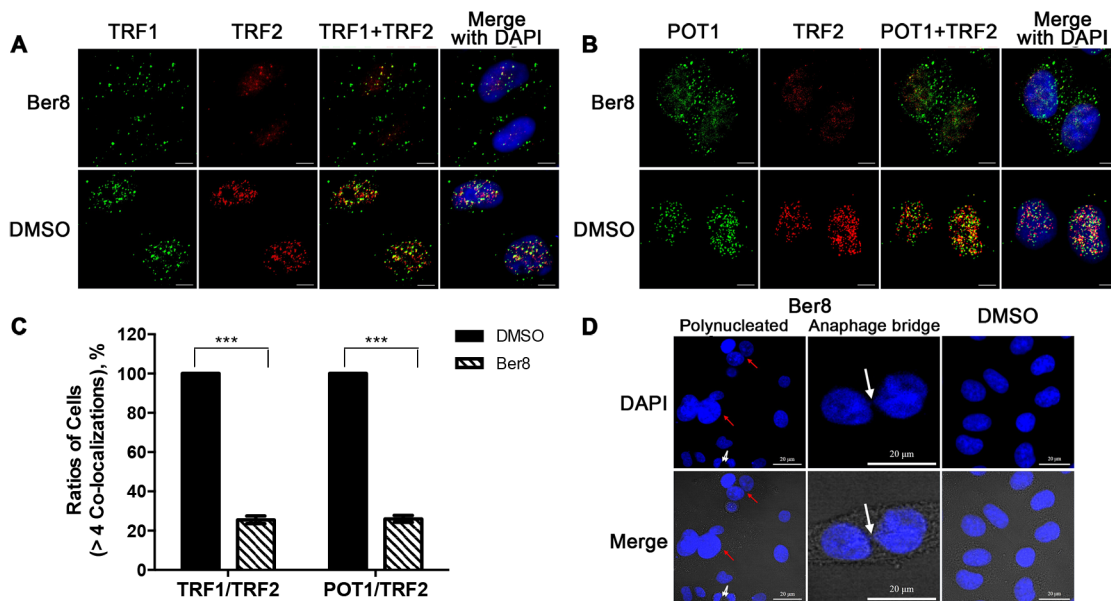 A
TRF1
TRF2
TRF1+TRF2
Merge
with DAPI
Ber8
DMSO
B
POT1
TRF2
POT1+TRF2
Merge
with DAPI
Ber8
DMSO
C
Ratios of Cells
(> 4 Co-localizations), %
120
100
80
60
40
20
0
***
***
DMSO
Ber8
TRF1/TRF2
POT1/TRF2
D
Ber8
Polynucleated
Anaphage bridge
DMSO
DAPI
20 μm
20 μm
20 μm
Merge
20 μm
20 μm
20 μm